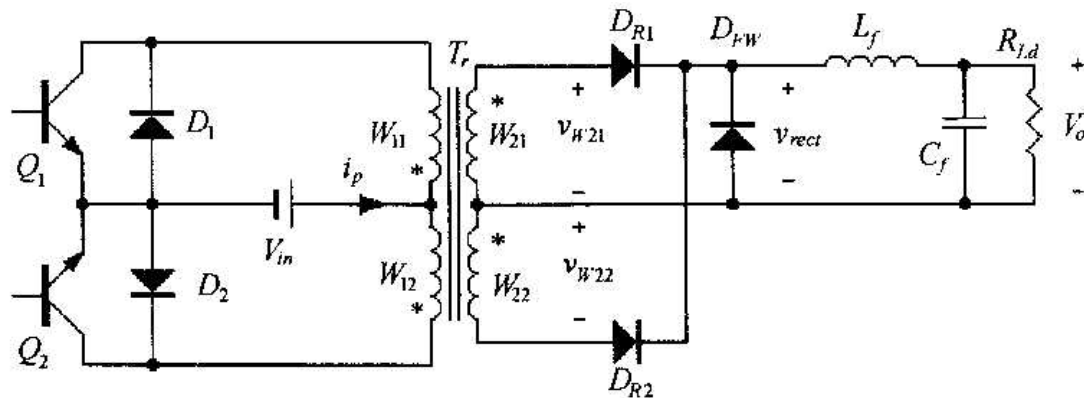 D_R1
D_FW
L_f
R_Ld
T_r
+
*
+
+
D_1
W_11
W_21
v_W21
v_rect
C_f
V_o
Q_1
i_p
*
−
−
−
*
+
V_in
D_2
W_12
W_22
v_W22
*
−
Q_2
D_R2